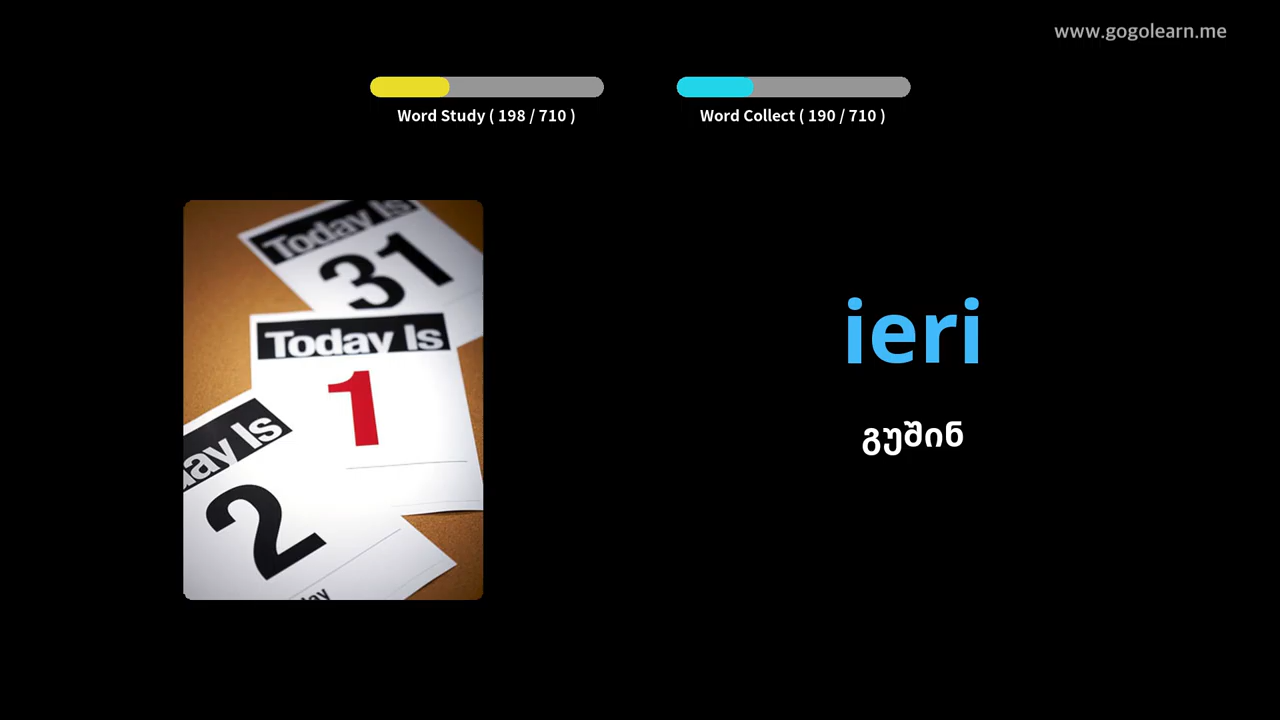 www.gogolearn.me
Word Study ( 198 / 710 )
Word Collect ( 190 / 710 )
Today Is
31
Today Is
1
ay Is
2
ay
ieri
გუშინ